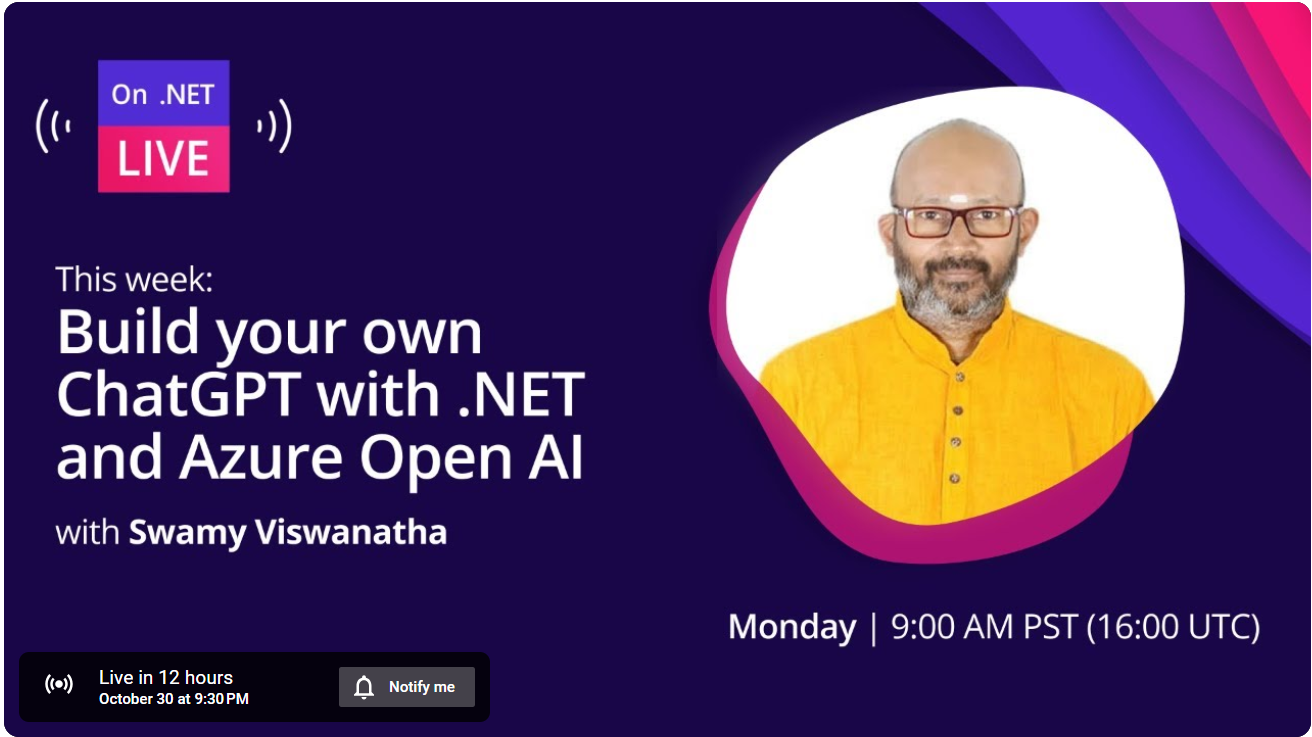 On .NET
LIVE
This week:
Build your own
ChatGPT with .NET
and Azure Open AI
with Swamy Viswanatha
Monday | 9:00 AM PST (16:00 UTC)
Live in 12 hours
October 30 at 9:30 PM
Notify me